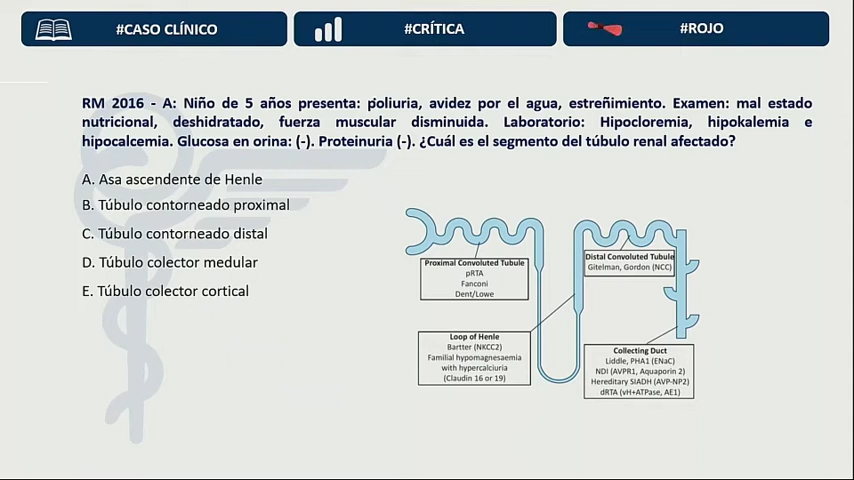 #CASO CLÍNICO
#CRÍTICA
#ROJO
RM 2016 - A: Niño de 5 años presenta: poliuria, avidez por el agua, estreñimiento. Examen: mal estado
nutricional, deshidratado, fuerza muscular disminuida. Laboratorio: Hipocloremia, hipokalemia e
hipocalcemia. Glucosa en orina: (-). Proteinuria (-). ¿Cuál es el segmento del túbulo renal afectado?
A. Asa ascendente de Henle
B. Túbulo contorneado proximal
C. Túbulo contorneado distal
D. Túbulo colector medular
E. Túbulo colector cortical
Proximal Convoluted Tubule
pRTA
Fanconi
Dent/Lowe
Distal Convoluted Tubule
Gitelman, Gordon (NCC)
Loop of Henle
Bartter (NKCC2)
Familial hypomagnesaemia
with hypercalciuria
(Claudin 16 or 19)
Collecting Duct
Liddle, PHA1 (ENaC)
NDI (AVPR1, Aquaporin 2)
Hereditary SIADH (AVP-NP2)
dRTA (vH+ATPase, AE1)